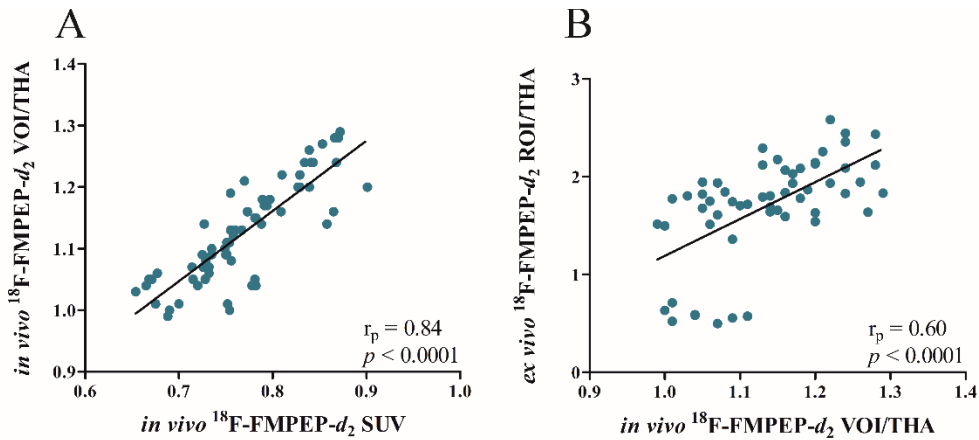 A
in vivo ¹⁸F-FMPEP-d₂ VOI/THA
1.4
1.3
1.2
1.1
1.0
0.9
0.6
0.7
0.8
0.9
1.0
rₚ = 0.84
p < 0.0001
in vivo ¹⁸F-FMPEP-d₂ SUV
B
ex vivo ¹⁸F-FMPEP-d₂ ROI/THA
3
2
1
0
0.9
1.0
1.1
1.2
1.3
1.4
rₚ = 0.60
p < 0.0001
in vivo ¹⁸F-FMPEP-d₂ VOI/THA